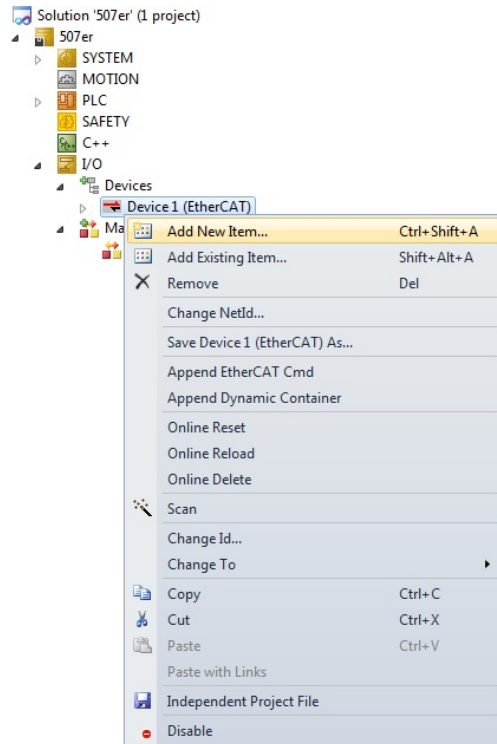 Solution '507er' (1 project)
507er
SYSTEM
MOTION
PLC
SAFETY
C++
I/O
Devices
Device 1 (EtherCAT)
Ma
Add New Item... Ctrl+Shift+A
Add Existing Item... Shift+Alt+A
Remove Del
Change NetId...
Save Device 1 (EtherCAT) As...
Append EtherCAT Cmd
Append Dynamic Container
Online Reset
Online Reload
Online Delete
Scan
Change Id...
Change To
Copy Ctrl+C
Cut Ctrl+X
Paste Ctrl+V
Paste with Links
Independent Project File
Disable